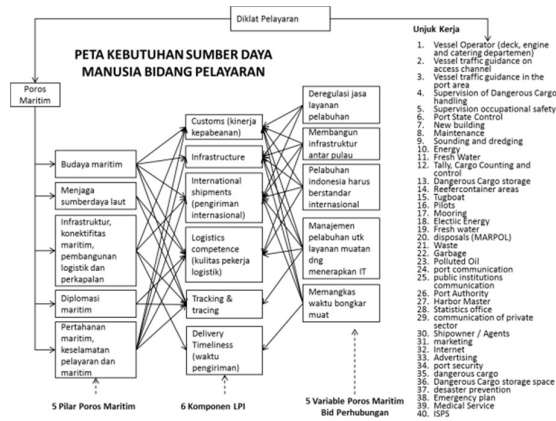 Diklat Pelayaran
PETA KEBUTUHAN SUMBER DAYA
MANUSIA BIDANG PELAYARAN
Poros
Maritim
Budaya maritim
Menjaga
sumberdaya laut
Infrastruktur,
konektifitas
maritim,
pembangunan
logistik dan
perkapalan
Diplomasi
maritim
Pertahanan
maritim,
keselamatan
pelayaran dan
maritim
5 Pilar Poros Maritim
Customs (kinerja
kepabeanan)
Infrastructure
International
shipments
(pengiriman
internasional)
Logistics
competence
(kulitas pekerja
logistik)
Tracking &
tracing
Delivery
Timeliness
(waktu
pengiriman)
6 Komponen LPI
Deregulasi jasa
layanan
pelabuhan
Membangun
infrastruktur
antar pulau
Pelabuhan
indonesia harus
berstandar
internasional
Manajemen
pelabuhan utk
layanan muatan
dng
menerapkan IT
Memangkas
waktu bongkar
muat
5 Variable Poros Maritim
Bid Perhubungan
Unjuk Kerja
1. Vessel Operator (deck, engine
and catering departemen)
2. Vessel traffic guidance on
access channel
3. Vessel traffic guidance in the
port area
4. Supervision of Dangerous Cargo
handling
5. Supervision occupational safety
6. Port State Control
7. New building
8. Maintenance
9. Sounding and dredging
10. Energy
11. Fresh Water
12. Tally, Cargo Counting and
control
13. Dangerous Cargo storage
14. Reefercontainer areas
15. Tugboat
16. Pilots
17. Mooring
18. Electiic Energy
19. Fresh water
20. disposals (MARPOL)
21. Waste
22. Garbage
23. Polluted Oil
24. port communication
25. public institutions
communication
26. Port Authority
27. Harbor Master
28. Statistics office
29. communication of private
sector
30. Shipowner / Agents
31. marketing
32. Internet
33. Advertising
34. port security
35. dangerous cargo
36. Dangerous Cargo storage space
37. desaster prevention
38. Emergency plan
39. Medical Service
40. ISPS